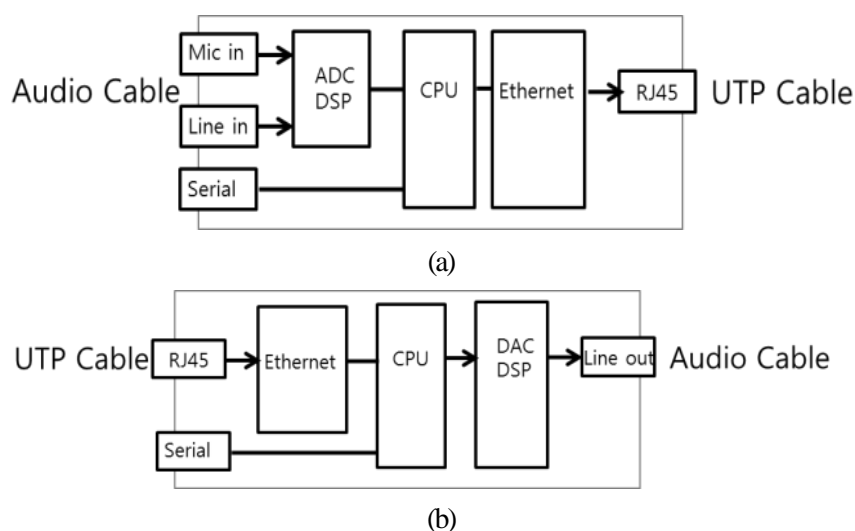 Mic in
ADC
DSP
CPU
Ethernet
RJ45
Audio Cable
UTP Cable
Line in
Serial
(a)
UTP Cable
RJ45
Ethernet
CPU
DAC
DSP
Line out
Audio Cable
Serial
(b)